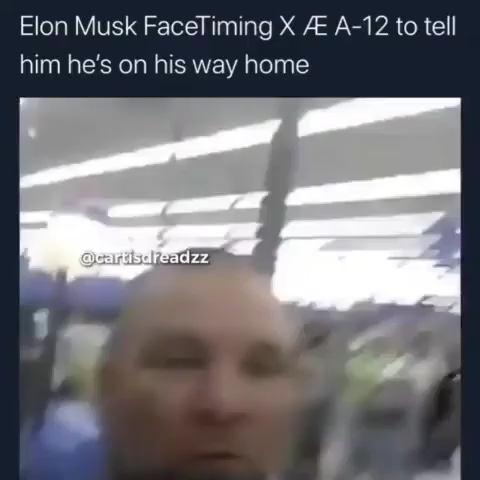 Elon Musk FaceTiming X Æ A-12 to tell
him he's on his way home
@cartisdreadzz